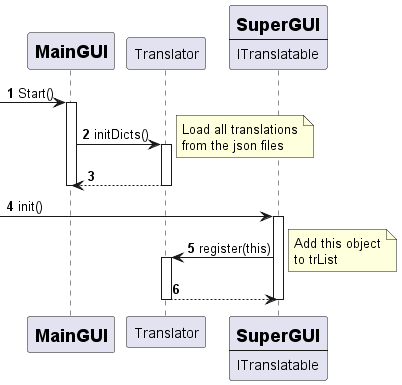 SuperGUI
MainGUI
Translator
ITranslatable
1 Start()
2 initDicts()
Load all translations
from the json files
3
4 init()
5 register(this)
Add this object
to trList
6
MainGUI
Translator
SuperGUI
ITranslatable